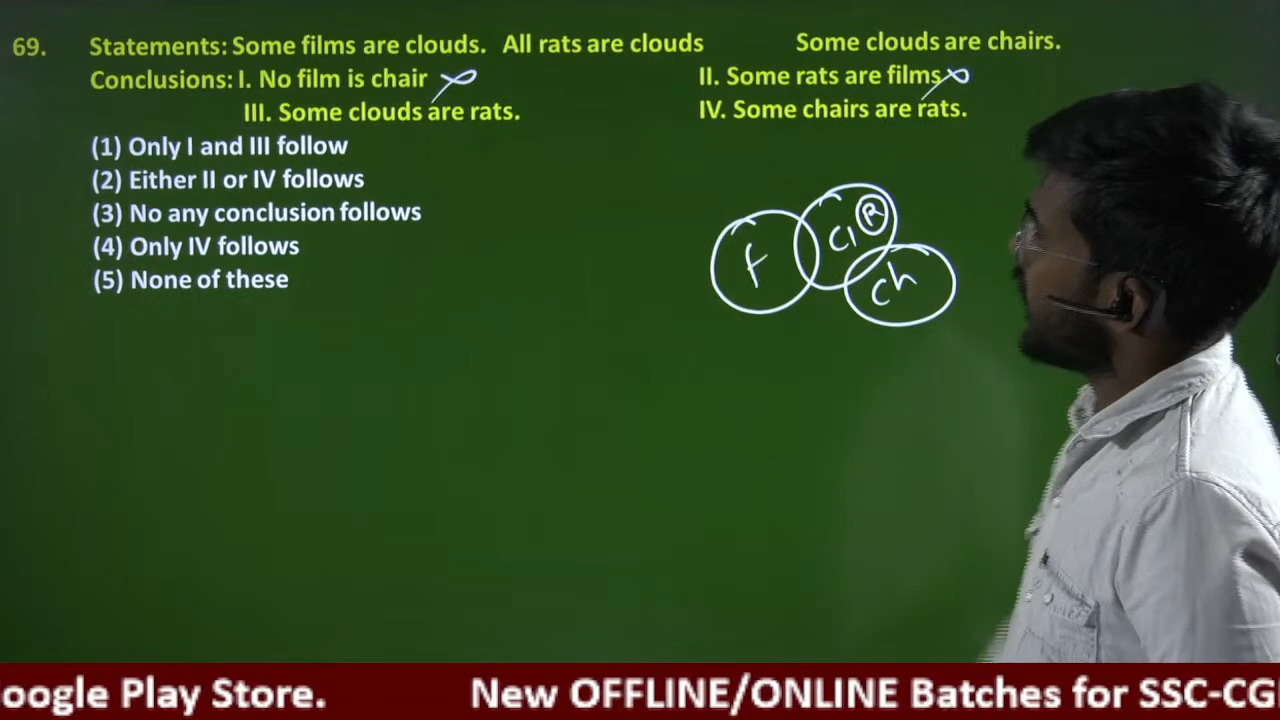 69. Statements: Some films are clouds. All rats are clouds Some clouds are chairs.
Conclusions: I. No film is chair II. Some rats are films
III. Some clouds are rats. IV. Some chairs are rats.
(1) Only I and III follow
(2) Either II or IV follows
(3) No any conclusion follows
(4) Only IV follows
(5) None of these
f Cl R
Ch
oogle Play Store. New OFFLINE/ONLINE Batches for SSC-CG